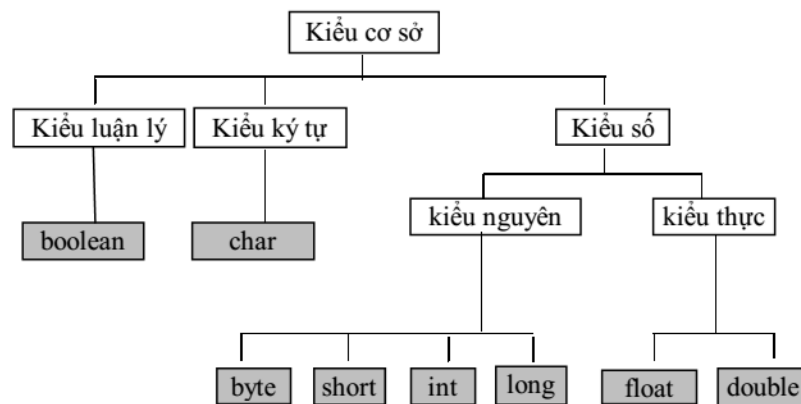 Kiểu cơ sở
Kiểu luận lý
Kiểu ký tự
Kiểu số
boolean
char
kiểu nguyên
kiểu thực
byte
short
int
long
float
double